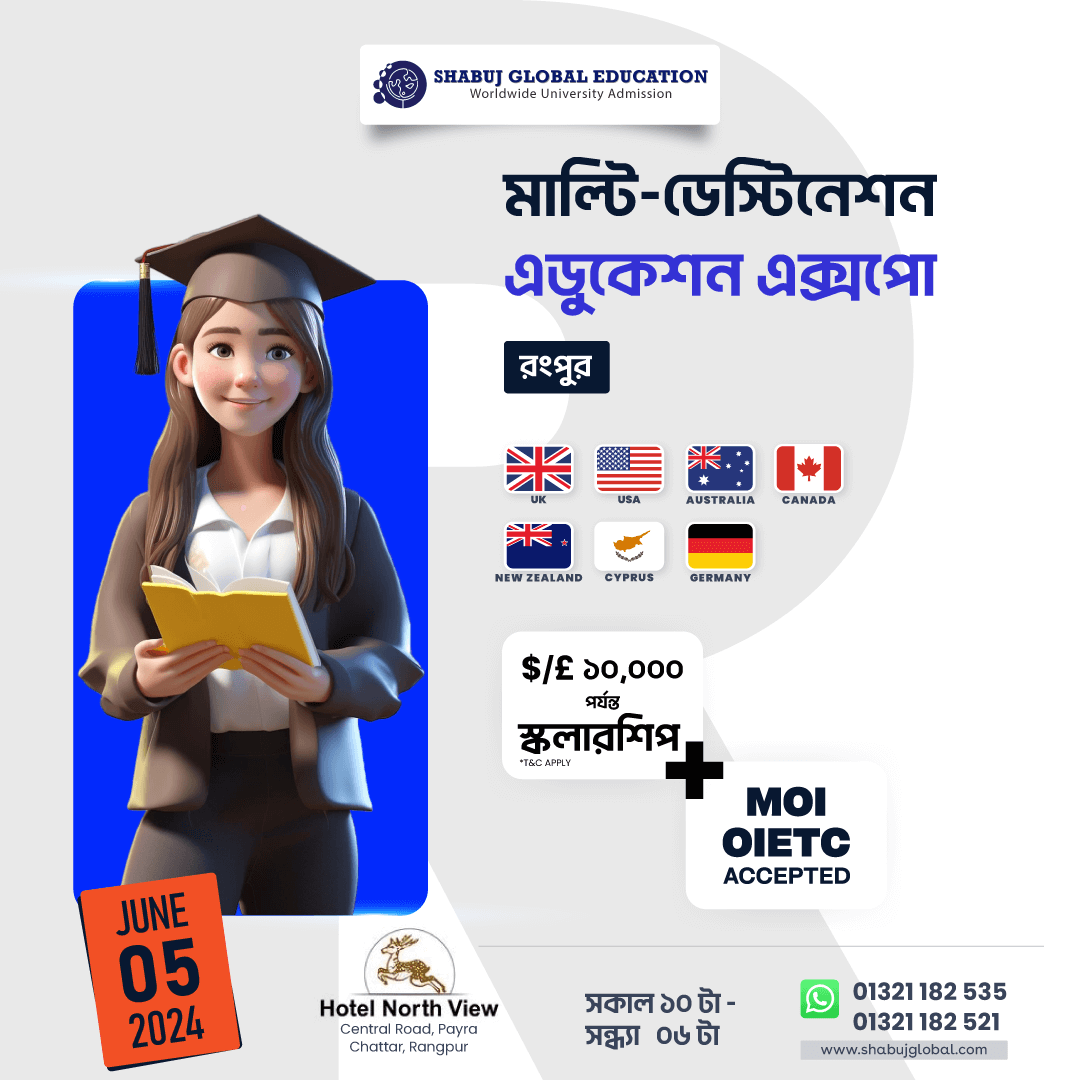 SHABUJ GLOBAL EDUCATION
Worldwide University Admission
মাল্টি-ডেস্টিনেশন
এডুকেশন এক্সপো
রংপুর
UK
USA
AUSTRALIA
CANADA
NEW ZEALAND
CYPRUS
GERMANY
$/£ ১০,০০০
পর্যন্ত
স্কলারশিপ
*T&C APPLY
+
MOI
OIETC
ACCEPTED
JUNE
05
2024
Hotel North View
Central Road, Payra
Chattar, Rangpur
সকাল ১০ টা -
সন্ধ্যা ০৬ টা
01321 182 535
01321 182 521
www.shabujglobal.com